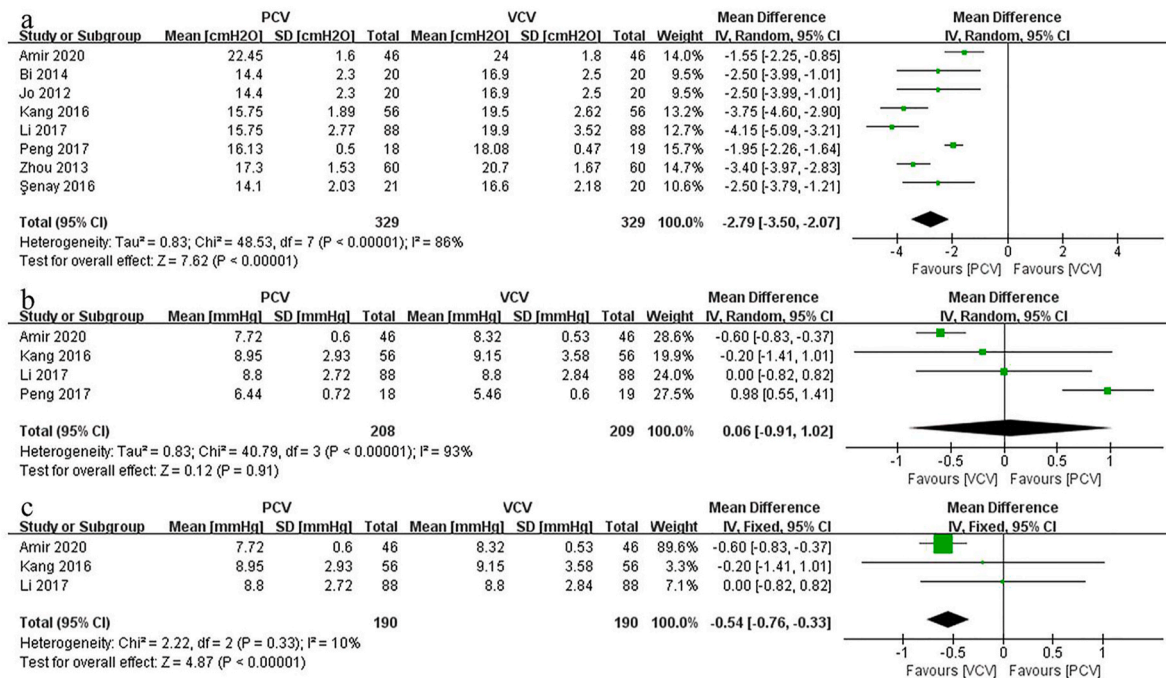 a PCV VCV Mean Difference Mean Difference
Study or Subgroup Mean [cmH2O] SD [cmH2O] Total Mean [cmH2O] SD [cmH2O] Total Weight IV, Random, 95% CI IV, Random, 95% CI
Amir 2020 22.45 1.6 46 24 1.8 46 14.0% -1.55 [-2.25, -0.85]
Bi 2014 14.4 2.3 20 16.9 2.5 20 9.5% -2.50 [-3.99, -1.01]
Jo 2012 14.4 2.3 20 16.9 2.5 20 9.5% -2.50 [-3.99, -1.01]
Kang 2016 15.75 1.89 56 19.5 2.62 56 13.2% -3.75 [-4.60, -2.90]
Li 2017 15.75 2.77 88 19.9 3.52 88 12.7% -4.15 [-5.09, -3.21]
Peng 2017 16.13 0.5 18 18.08 0.47 19 15.7% -1.95 [-2.26, -1.64]
Zhou 2013 17.3 1.53 60 20.7 1.67 60 14.7% -3.40 [-3.97, -2.83]
Şenay 2016 14.1 2.03 21 16.6 2.18 20 10.6% -2.50 [-3.79, -1.21]
Total (95% CI) 329 329 100.0% -2.79 [-3.50, -2.07]
Heterogeneity: Tau² = 0.83; Chi² = 48.53, df = 7 (P < 0.00001); I² = 86%
Test for overall effect: Z = 7.62 (P < 0.00001)
-4 -2 0 2 4
Favours [PCV] Favours [VCV]
b PCV VCV Mean Difference Mean Difference
Study or Subgroup Mean [mmHg] SD [mmHg] Total Mean [mmHg] SD [mmHg] Total Weight IV, Random, 95% CI IV, Random, 95% CI
Amir 2020 7.72 0.6 46 8.32 0.53 46 28.6% -0.60 [-0.83, -0.37]
Kang 2016 8.95 2.93 56 9.15 3.58 56 19.9% -0.20 [-1.41, 1.01]
Li 2017 8.8 2.72 88 8.8 2.84 88 24.0% 0.00 [-0.82, 0.82]
Peng 2017 6.44 0.72 18 5.46 0.6 19 27.5% 0.98 [0.55, 1.41]
Total (95% CI) 208 209 100.0% 0.06 [-0.91, 1.02]
Heterogeneity: Tau² = 0.83; Chi² = 40.79, df = 3 (P < 0.00001); I² = 93%
Test for overall effect: Z = 0.12 (P = 0.91)
-1 -0.5 0 0.5 1
Favours [VCV] Favours [PCV]
c PCV VCV Mean Difference Mean Difference
Study or Subgroup Mean [mmHg] SD [mmHg] Total Mean [mmHg] SD [mmHg] Total Weight IV, Fixed, 95% CI IV, Fixed, 95% CI
Amir 2020 7.72 0.6 46 8.32 0.53 46 89.6% -0.60 [-0.83, -0.37]
Kang 2016 8.95 2.93 56 9.15 3.58 56 3.3% -0.20 [-1.41, 1.01]
Li 2017 8.8 2.72 88 8.8 2.84 88 7.1% 0.00 [-0.82, 0.82]
Total (95% CI) 190 190 100.0% -0.54 [-0.76, -0.33]
Heterogeneity: Chi² = 2.22, df = 2 (P = 0.33); I² = 10%
Test for overall effect: Z = 4.87 (P < 0.00001)
-1 -0.5 0 0.5 1
Favours [VCV] Favours [PCV]